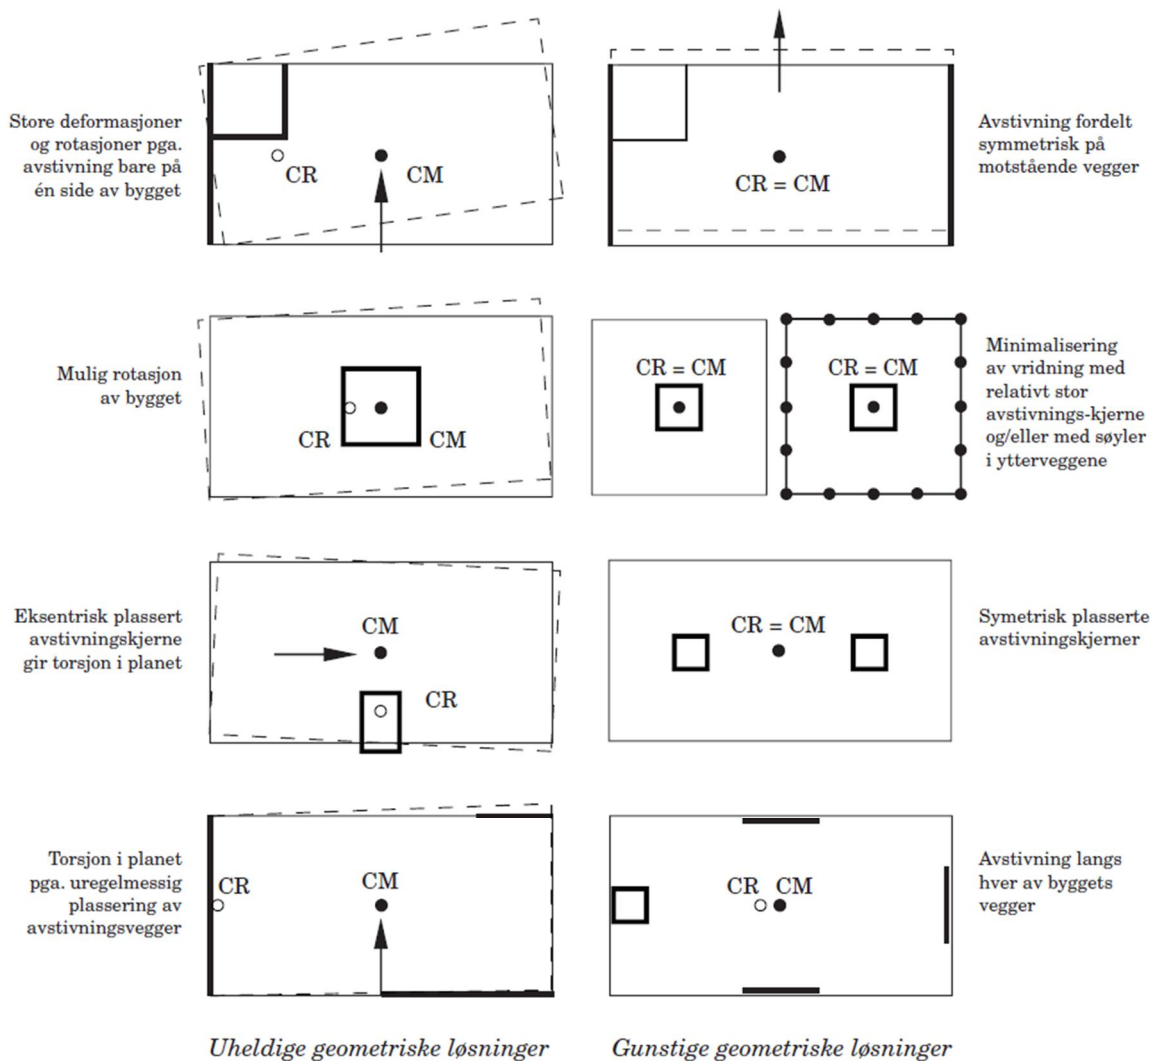 Store deformasjoner
og rotasjoner pga.
avstivning bare på
én side av bygget
CR
CM
CR = CM
Avstivning fordelt
symmetrisk på
motstående vegger
Mulig rotasjon
av bygget
CR
CM
CR = CM
CR = CM
Minimalisering
av vridning med
relativt stor
avstivnings-kjerne
og/eller med søyler
i ytterveggene
Eksentrisk plassert
avstivningskjerne
gir torsjon i planet
CM
CR
CR = CM
Symetrisk plasserte
avstivningskjerner
Torsjon i planet
pga. uregelmessig
plassering av
avstivningsvegger
CR
CM
CR
CM
Avstivning langs
hver av byggets
vegger
Uheldige geometriske løsninger
Gunstige geometriske løsninger